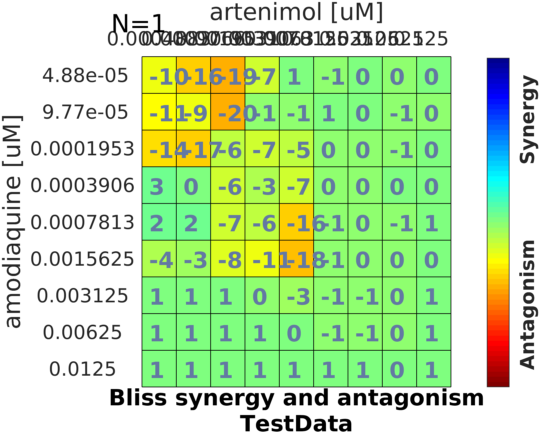 artenimol [uM]
N=1
4.88e-05 -10 -16 -19 -7 1 -1 0 0 0
9.77e-05 -11 -9 -20 -1 -1 1 0 -1 0
0.0001953 -14 -17 -6 -7 -5 0 0 -1 0
0.0003906 3 0 -6 -3 -7 0 0 0 0
0.0007813 2 2 -7 -6 -16 -1 0 -1 1
0.0015625 -4 -3 -8 -11 -18 -1 0 0 0
0.003125 1 1 1 0 -3 -1 -1 0 1
0.00625 1 1 1 1 0 -1 -1 0 1
0.0125 1 1 1 1 1 1 1 0 1
amodiaquine [uM]
Synergy
Antagonism
Bliss synergy and antagonism
TestData